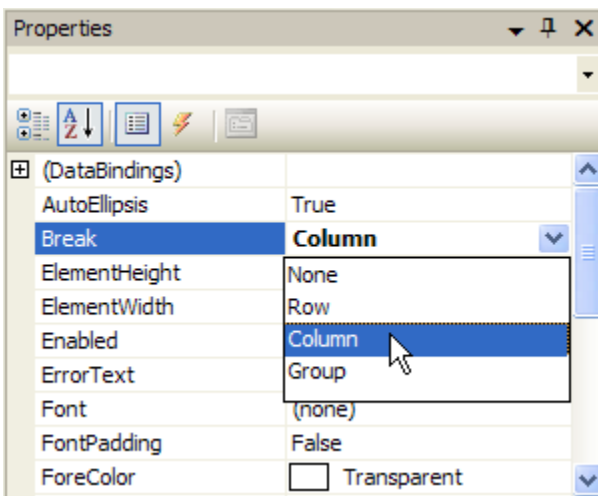 Properties
A
Z
(DataBindings)
AutoEllipsis True
Break Column
ElementHeight None
ElementWidth Row
Enabled Column
ErrorText Group
Font (none)
FontPadding False
ForeColor Transparent